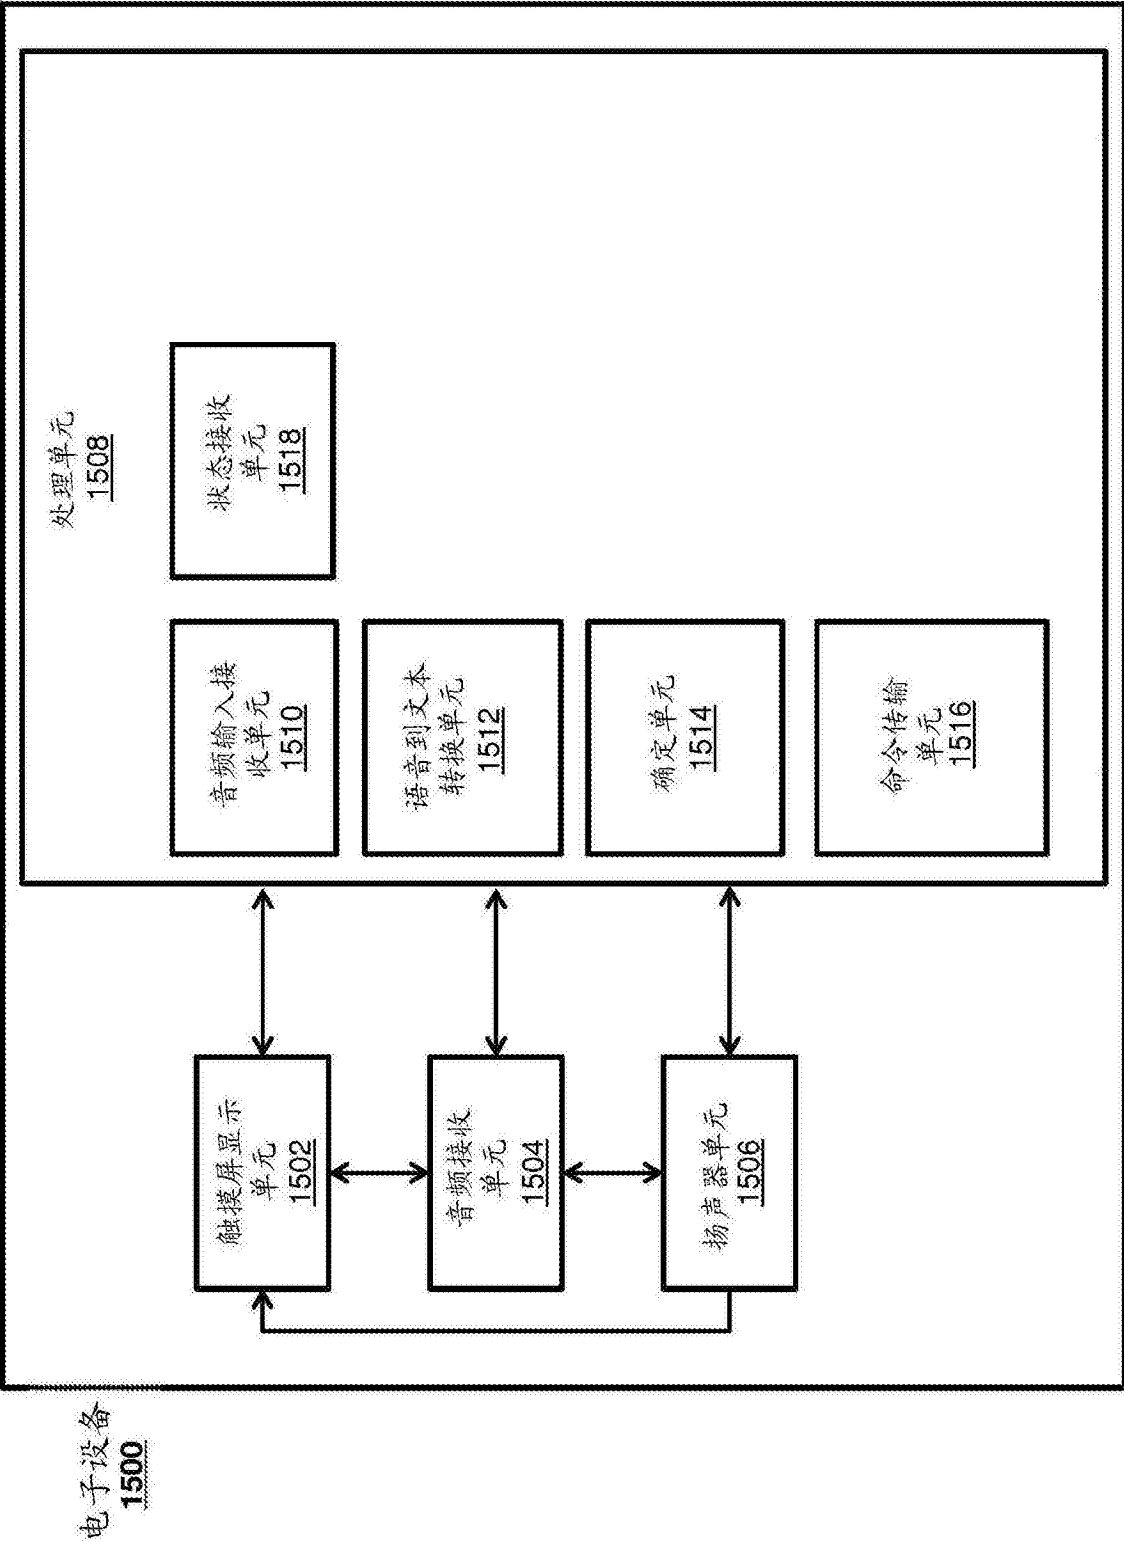 电子设备
1500
处理单元
1508
触摸屏显示
单元
1502
音频接收
单元
1504
扬声器单元
1506
音频输入接
收单元
1510
状态接收
单元
1518
语音到文本
转换单元
1512
确定单元
1514
命令传输
单元
1516